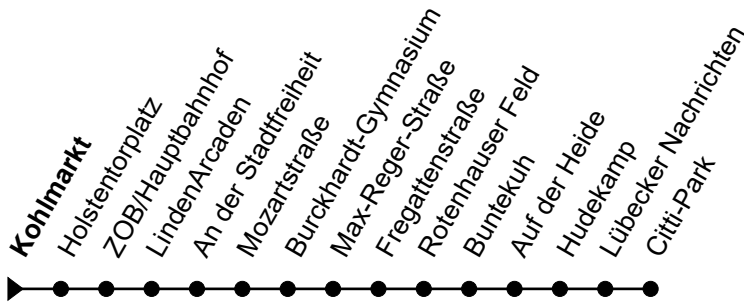 Kohlmarkt
Holstentorplatz
ZOB/Hauptbahnhof
LindenArcaden
An der Stadtfreiheit
Mozartstraße
Burckhardt-Gymnasium
Max-Reger-Straße
Fregattenstraße
Rotenhauser Feld
Buntekuh
Auf der Heide
Hudekamp
Lübecker Nachrichten
Citti-Park